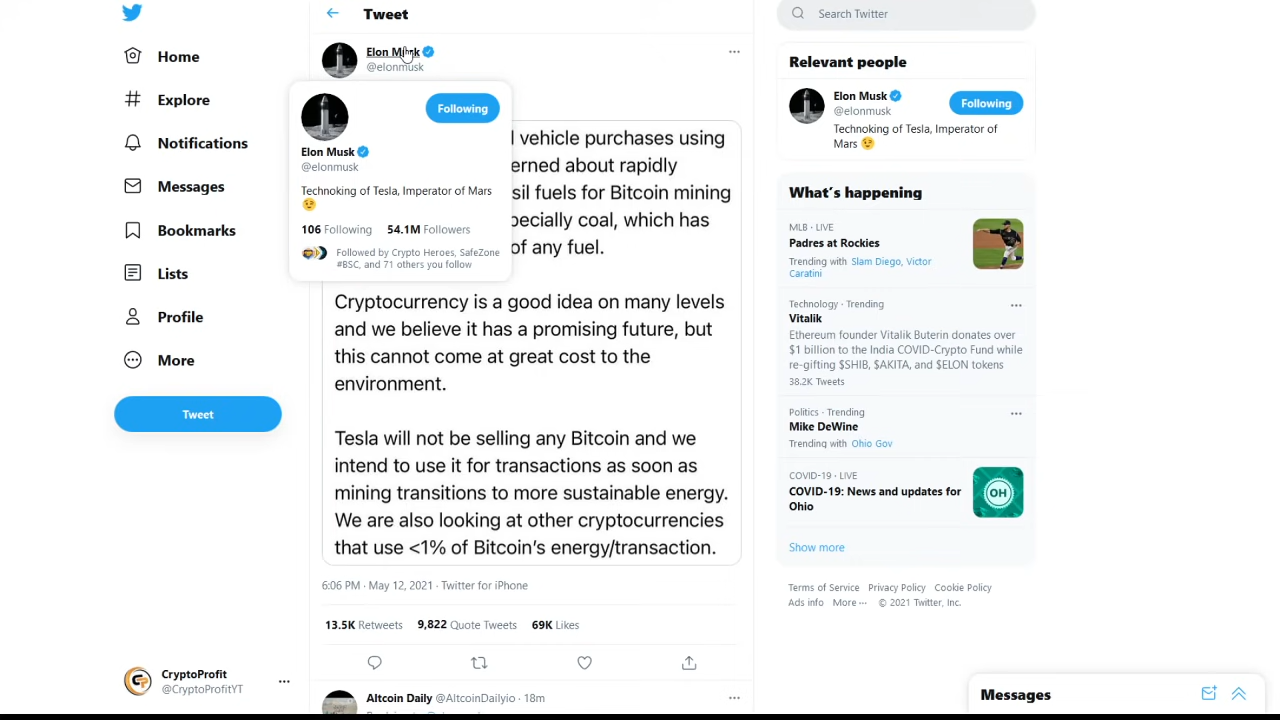 Home
Explore
Notifications
Messages
Bookmarks
Lists
Profile
More
Tweet
CryptoProfit
@CryptoProfitYT
Tweet
Elon Musk
@elonmusk
Following
Elon Musk
@elonmusk
Technoking of Tesla, Imperator of Mars
😉
106 Following 54.1M Followers
Followed by Crypto Heroes, SafeZone
#BSC, and 71 others you follow
vehicle purchases using
rapidly
fuels for Bitcoin mining
coal, which has
of any fuel.
Cryptocurrency is a good idea on many levels
and we believe it has a promising future, but
this cannot come at great cost to the
environment.
Tesla will not be selling any Bitcoin and we
intend to use it for transactions as soon as
mining transitions to more sustainable energy.
We are also looking at other cryptocurrencies
that use <1% of Bitcoin's energy/transaction.
6:06 PM · May 12, 2021 · Twitter for iPhone
13.5K Retweets 9,822 Quote Tweets 69K Likes
Altcoin Daily @AltcoinDailyio · 18m
Search Twitter
Relevant people
Elon Musk
@elonmusk
Following
Technoking of Tesla, Imperator of
Mars 😉
What's happening
MLB · LIVE
Padres at Rockies
Trending with Slam Diego, Victor
Caratini
Technology · Trending
Vitalik
Ethereum founder Vitalik Buterin donates over
$1 billion to the India COVID-Crypto Fund while
re-gifting $SHIB, $AKITA, and $ELON tokens
38.2K Tweets
Politics · Trending
Mike DeWine
Trending with Ohio Gov
COVID-19 · LIVE
COVID-19: News and updates for
Ohio
OH
Show more
Terms of Service Privacy Policy Cookie Policy
Ads info More ··· © 2021 Twitter, Inc.
Messages